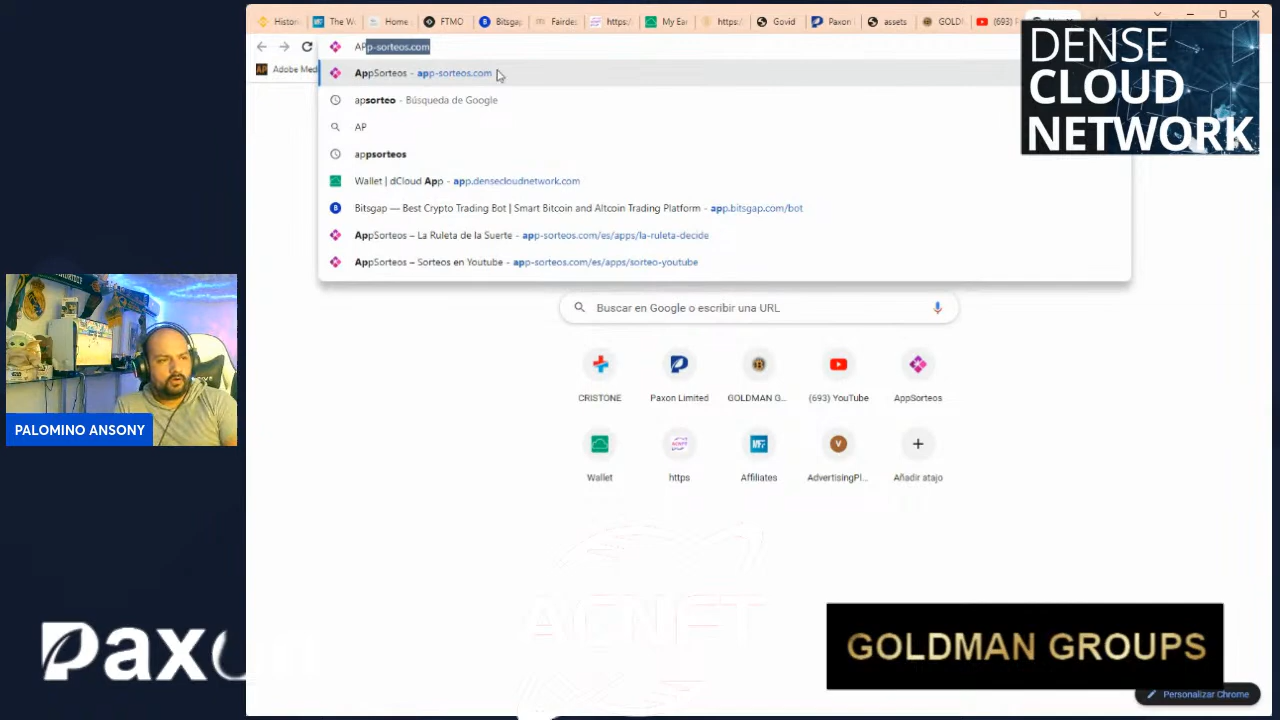 Histori
The W
Home
FTMO
Bitsgap
Fairdes
https:/
My Ear
https:/
Govid
Paxon
assets
GOLD
(693)
APp-sorteos.com
Adobe Med
AppSorteos - app-sorteos.com
apsorteo - Búsqueda de Google
AP
appsorteos
Wallet | dCloud App - app.densecloudnetwork.com
Bitsgap — Best Crypto Trading Bot | Smart Bitcoin and Altcoin Trading Platform - app.bitsgap.com/bot
AppSorteos – La Ruleta de la Suerte - app-sorteos.com/es/apps/la-ruleta-decide
AppSorteos – Sorteos en Youtube - app-sorteos.com/es/apps/sorteo-youtube
DENSE
CLOUD
NETWORK
Buscar en Google o escribir una URL
CRISTONE
Paxon Limited
GOLDMAN G...
(693) YouTube
AppSorteos
Wallet
https
Affiliates
AdvertisingPl...
Añadir atajo
PALOMINO ANSONY
ACNFT
Paxo
GOLDMAN GROUPS
Personalizar Chrome